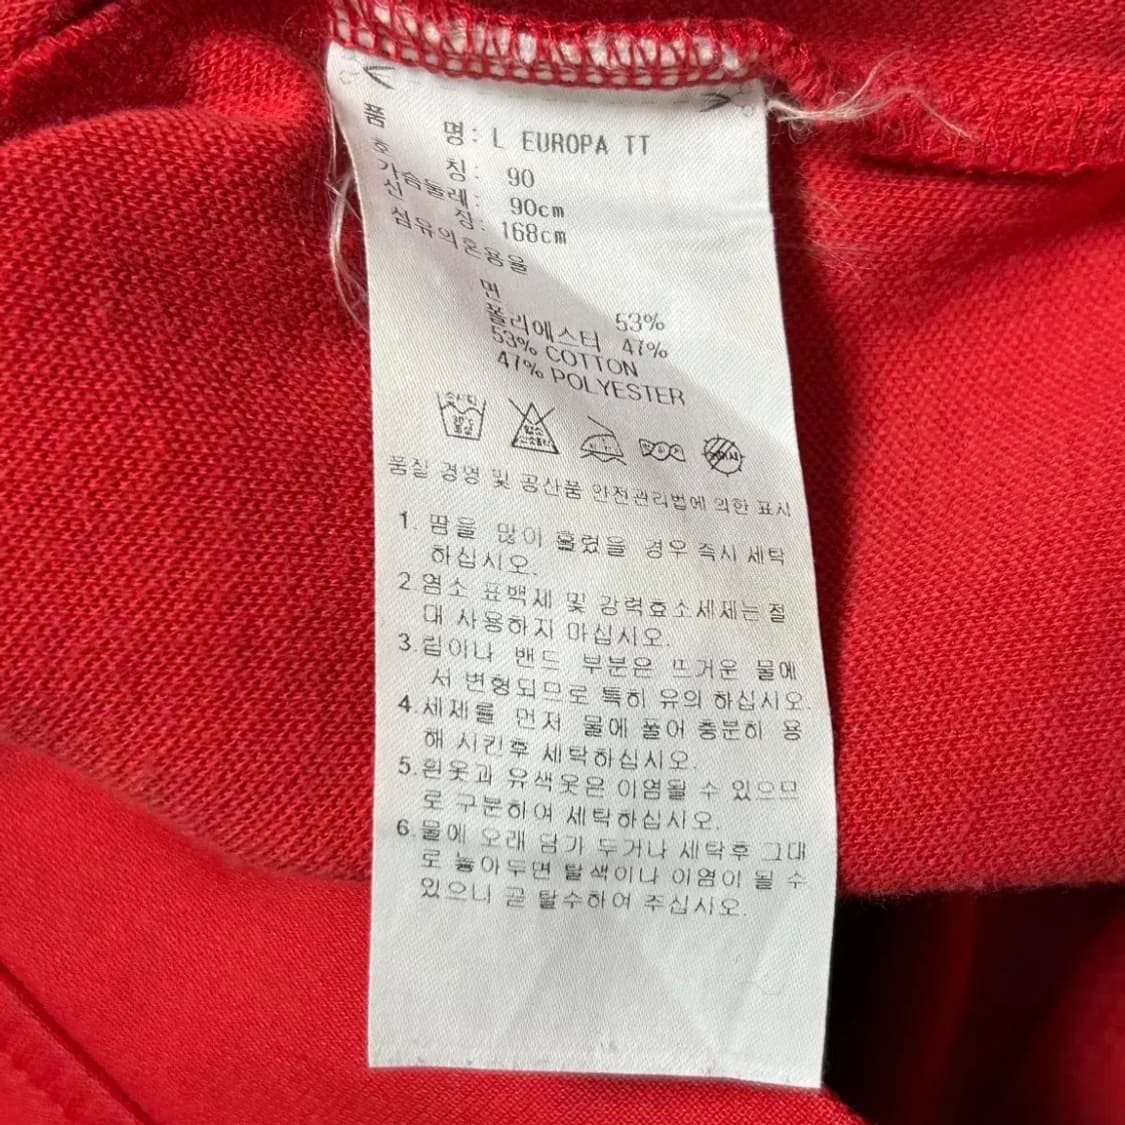 품 명: L EUROPA TT
호 칭: 90
가슴둘레: 90cm
신 장: 168cm
섬유의혼용율
면 53%
폴리에스터 47%
53% COTTON
47% POLYESTER
품질 경영 및 공산품 안전관리법에 의한 표시
1. 땀을 많이 흘렸을 경우 즉시 세탁
하십시오.
2.염소 표백제 및 강력효소세제는 절
대 사용하지 마십시오.
3.립이나 밴드 부분은 뜨거운 물에
서 변형되므로 특히 유의 하십시오.
4.세제를 먼저 물에 풀어 충분히 용
해 시킨후 세탁하십시오.
5.흰옷과 유색옷은 이염될 수 있으므
로 구분하여 세탁하십시오.
6.물에 오래 담가 두거나 세탁후 그대
로 놓아두면 탈색이나 이염이 될 수
있으니 곧 탈수하여 주십시오.